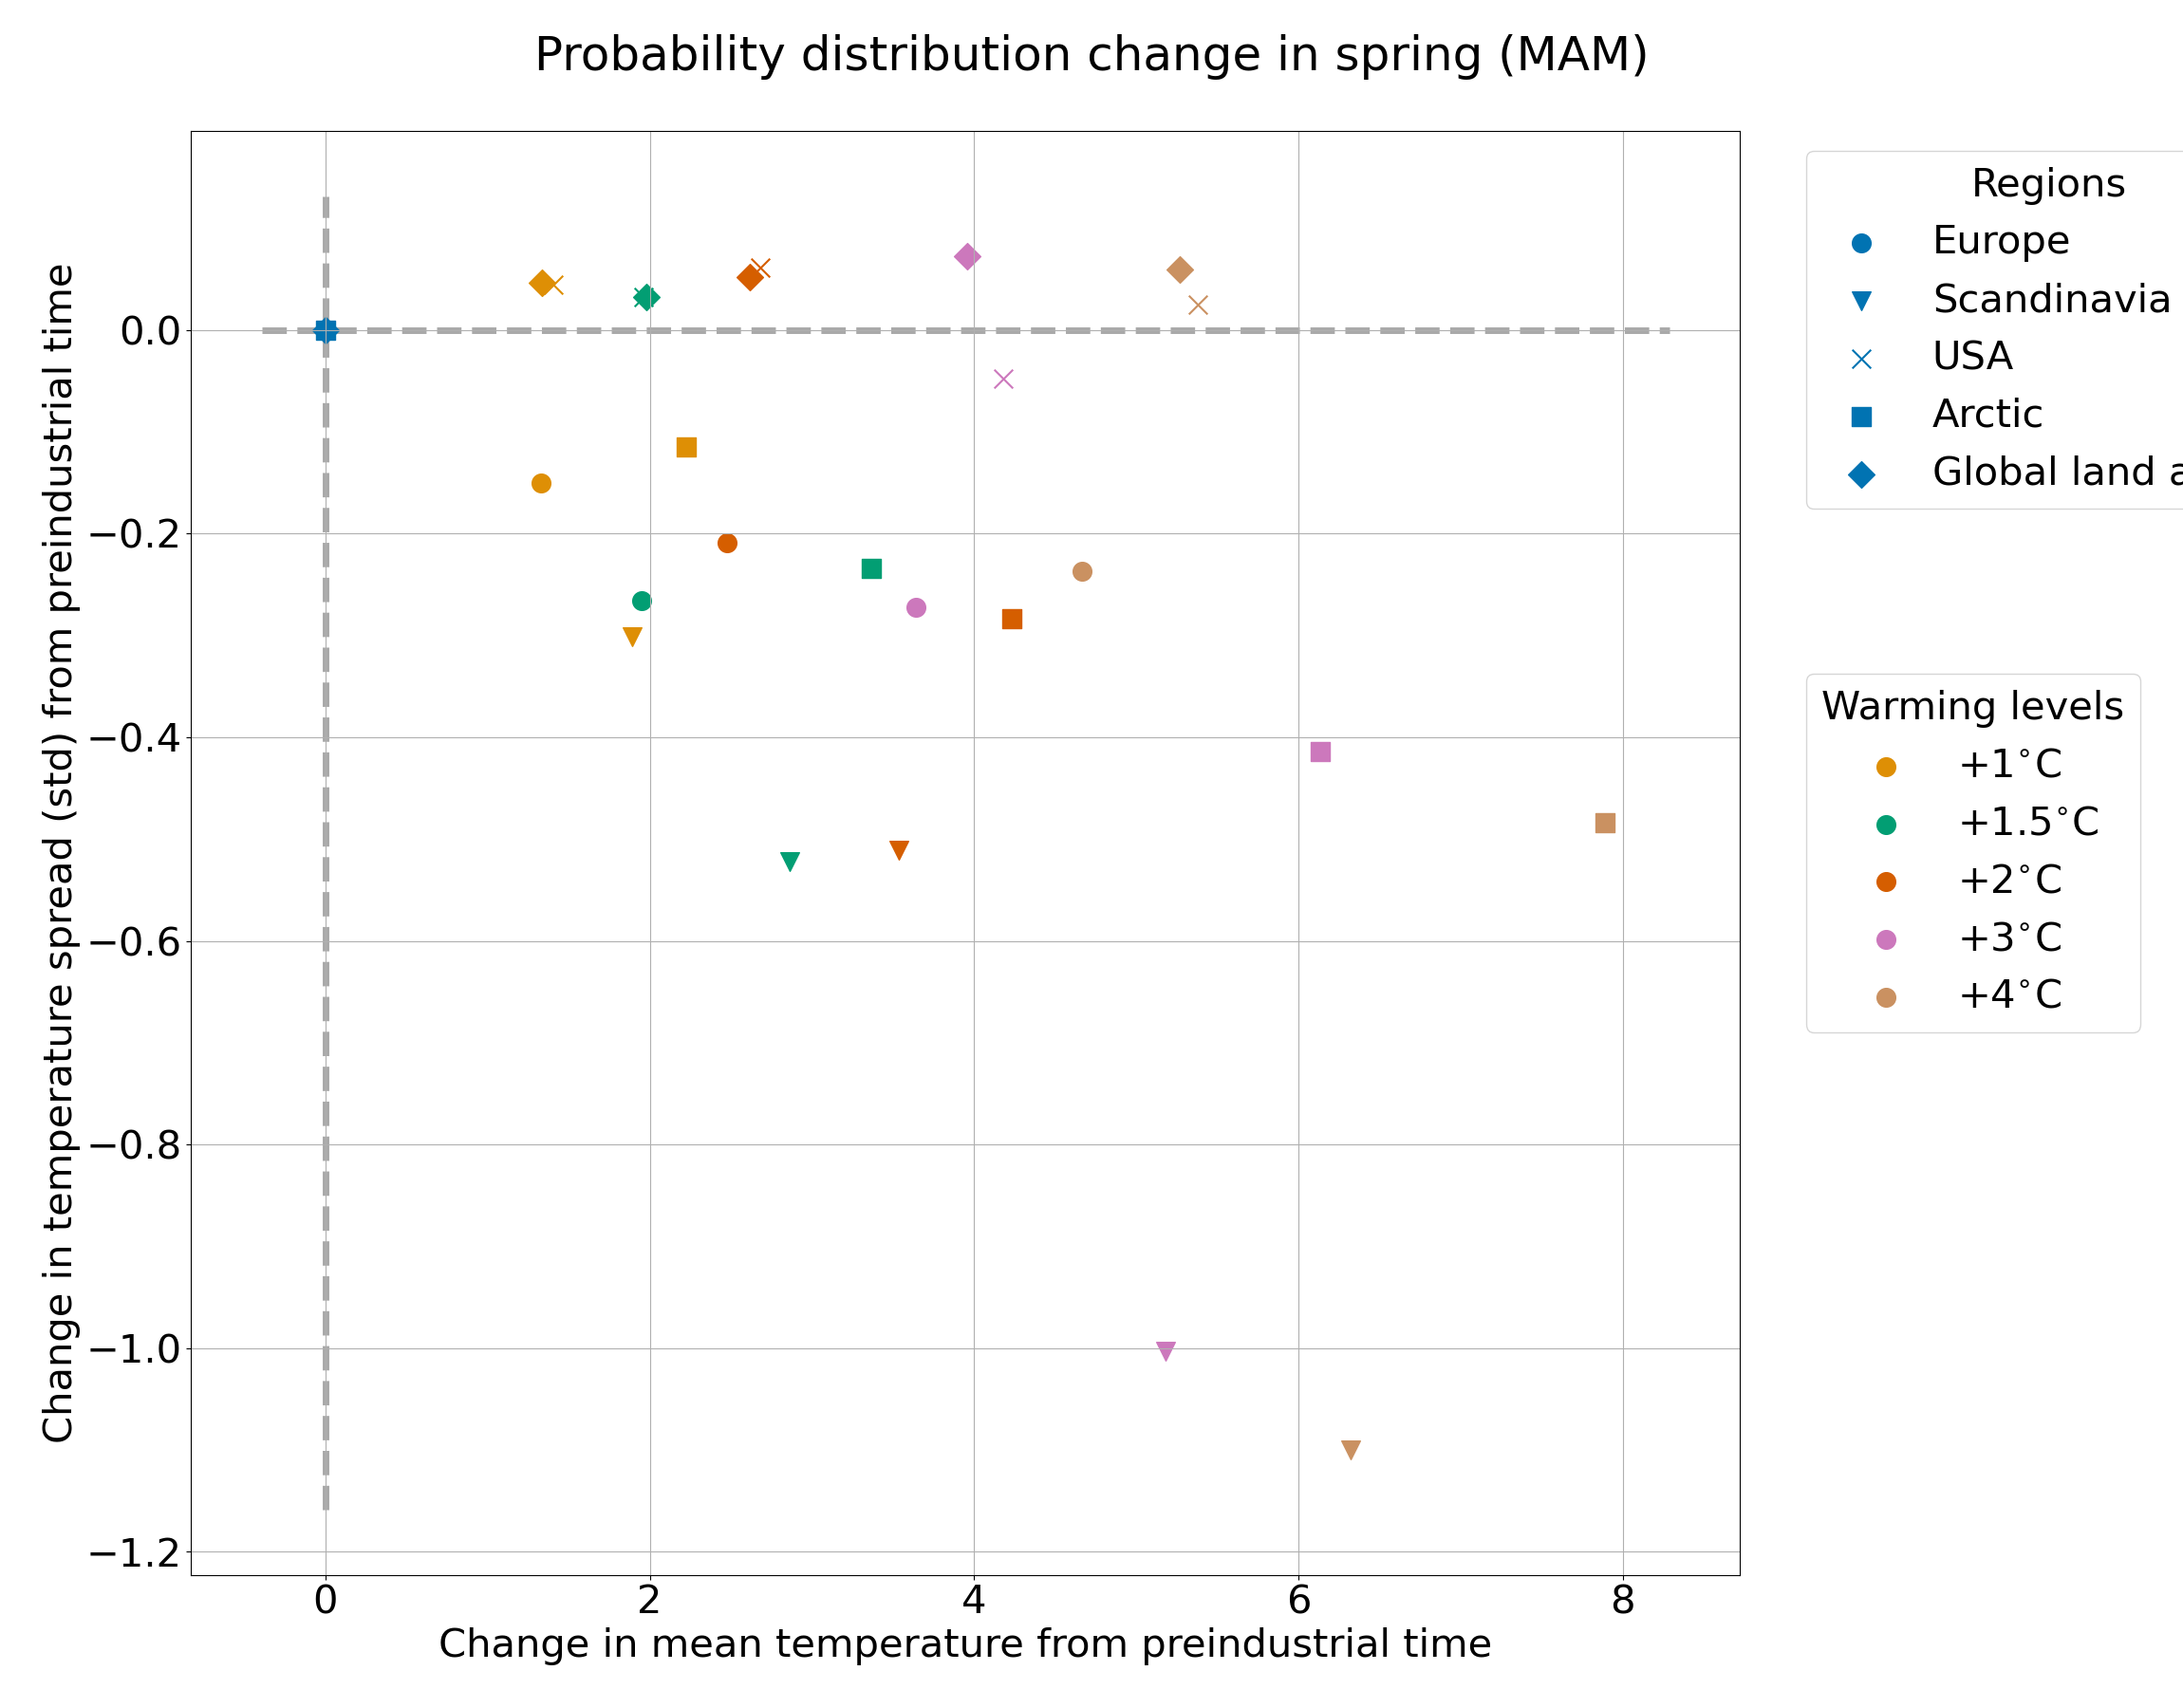 Probability distribution change in spring (MAM)
Change in temperature spread (std) from preindustrial time
0.0
−0.2
−0.4
−0.6
−0.8
−1.0
−1.2
0 2 4 6 8
Change in mean temperature from preindustrial time
Regions
Europe
Scandinavia
USA
Arctic
Global land
Warming levels
+1°C
+1.5°C
+2°C
+3°C
+4°C